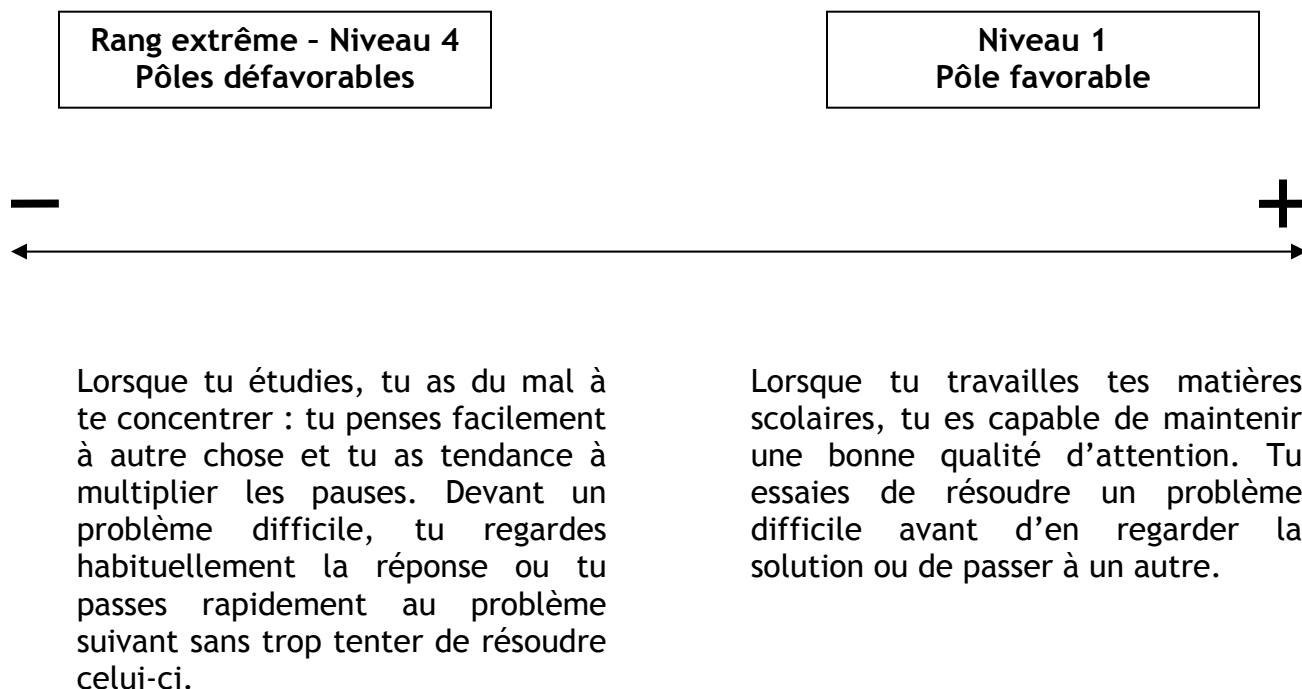 Rang extrême – Niveau 4
Pôles défavorables
Niveau 1
Pôle favorable
– +
Lorsque tu étudies, tu as du mal à
te concentrer : tu penses facilement
à autre chose et tu as tendance à
multiplier les pauses. Devant un
problème difficile, tu regardes
habituellement la réponse ou tu
passes rapidement au problème
suivant sans trop tenter de résoudre
celui-ci.
Lorsque tu travailles tes matières
scolaires, tu es capable de maintenir
une bonne qualité d’attention. Tu
essaies de résoudre un problème
difficile avant d’en regarder la
solution ou de passer à un autre.